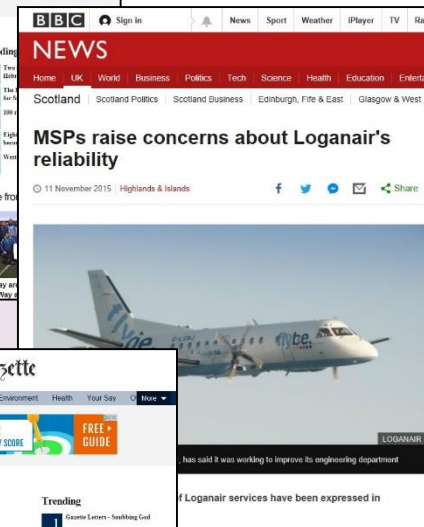 BBC Sign in News Sport Weather iPlayer TV
NEWS
Home UK World Business Politics Tech Science Health Education
Scotland Scotland Politics Scotland Business Edinburgh, Fife & East Glasgow & West
MSPs raise concerns about Loganair's
reliability
11 November 2015 Highlands & Islands Share
flybe.
LOGANAIR
, has said it was working to improve its engineering department
Loganair services have been expressed in
Environment Health Your Say More
SCORE
FREE
GUIDE
Trending
1 Gazette Letters - Snubbing God